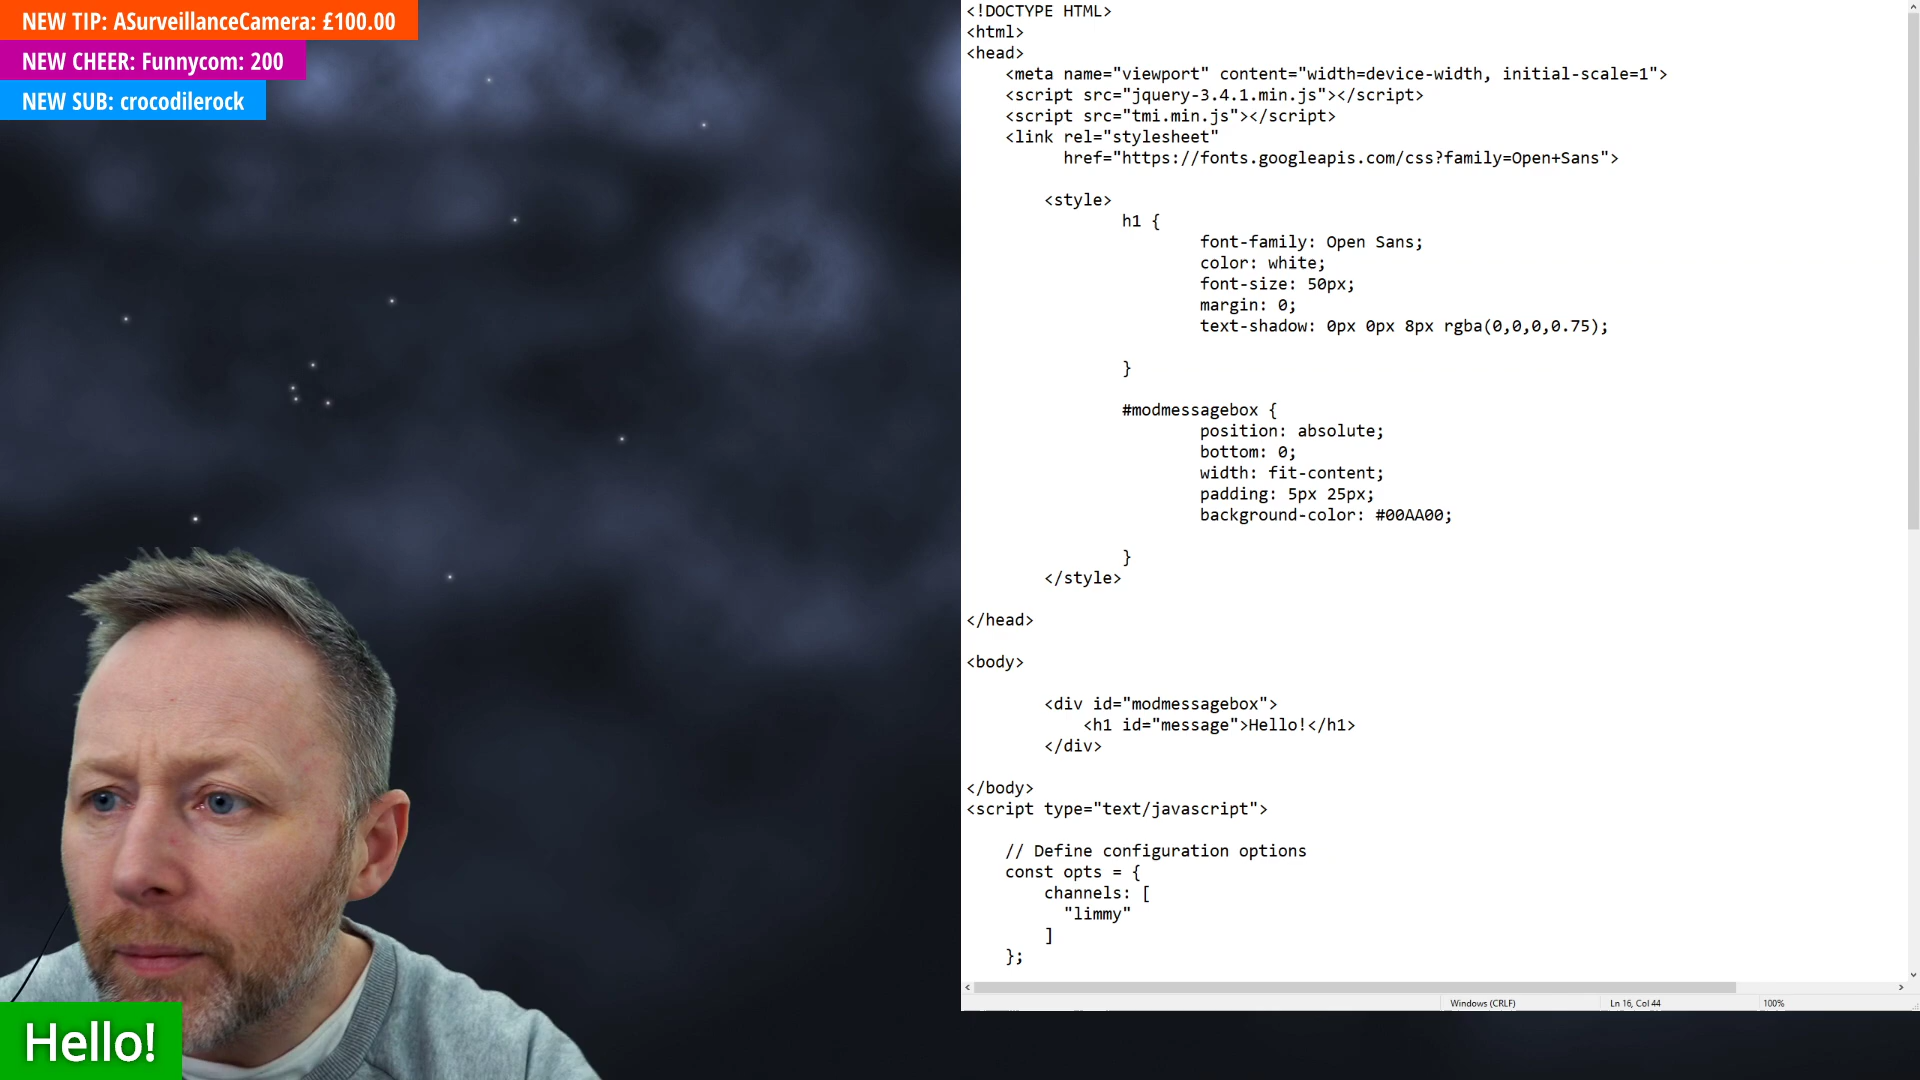 NEW TIP: ASurveillanceCamera: £100.00
NEW CHEER: Funnycom: 200
NEW SUB: crocodilerock
Hello!
<!DOCTYPE HTML>
<html>
<head>
<meta name="viewport" content="width=device-width, initial-scale=1">
<script src="jquery-3.4.1.min.js"></script>
<script src="tmi.min.js"></script>
<link rel="stylesheet"
href="https://fonts.googleapis.com/css?family=Open+Sans">
<style>
h1 {
font-family: Open Sans;
color: white;
font-size: 50px;
margin: 0;
text-shadow: 0px 0px 8px rgba(0,0,0,0.75);
}
#modmessagebox {
position: absolute;
bottom: 0;
width: fit-content;
padding: 5px 25px;
background-color: #00AA00;
}
</style>
</head>
<body>
<div id="modmessagebox">
<h1 id="message">Hello!</h1>
</div>
</body>
<script type="text/javascript">
// Define configuration options
const opts = {
channels: [
"limmy"
]
};
Windows (CRLF) Ln 16, Col 44 100%